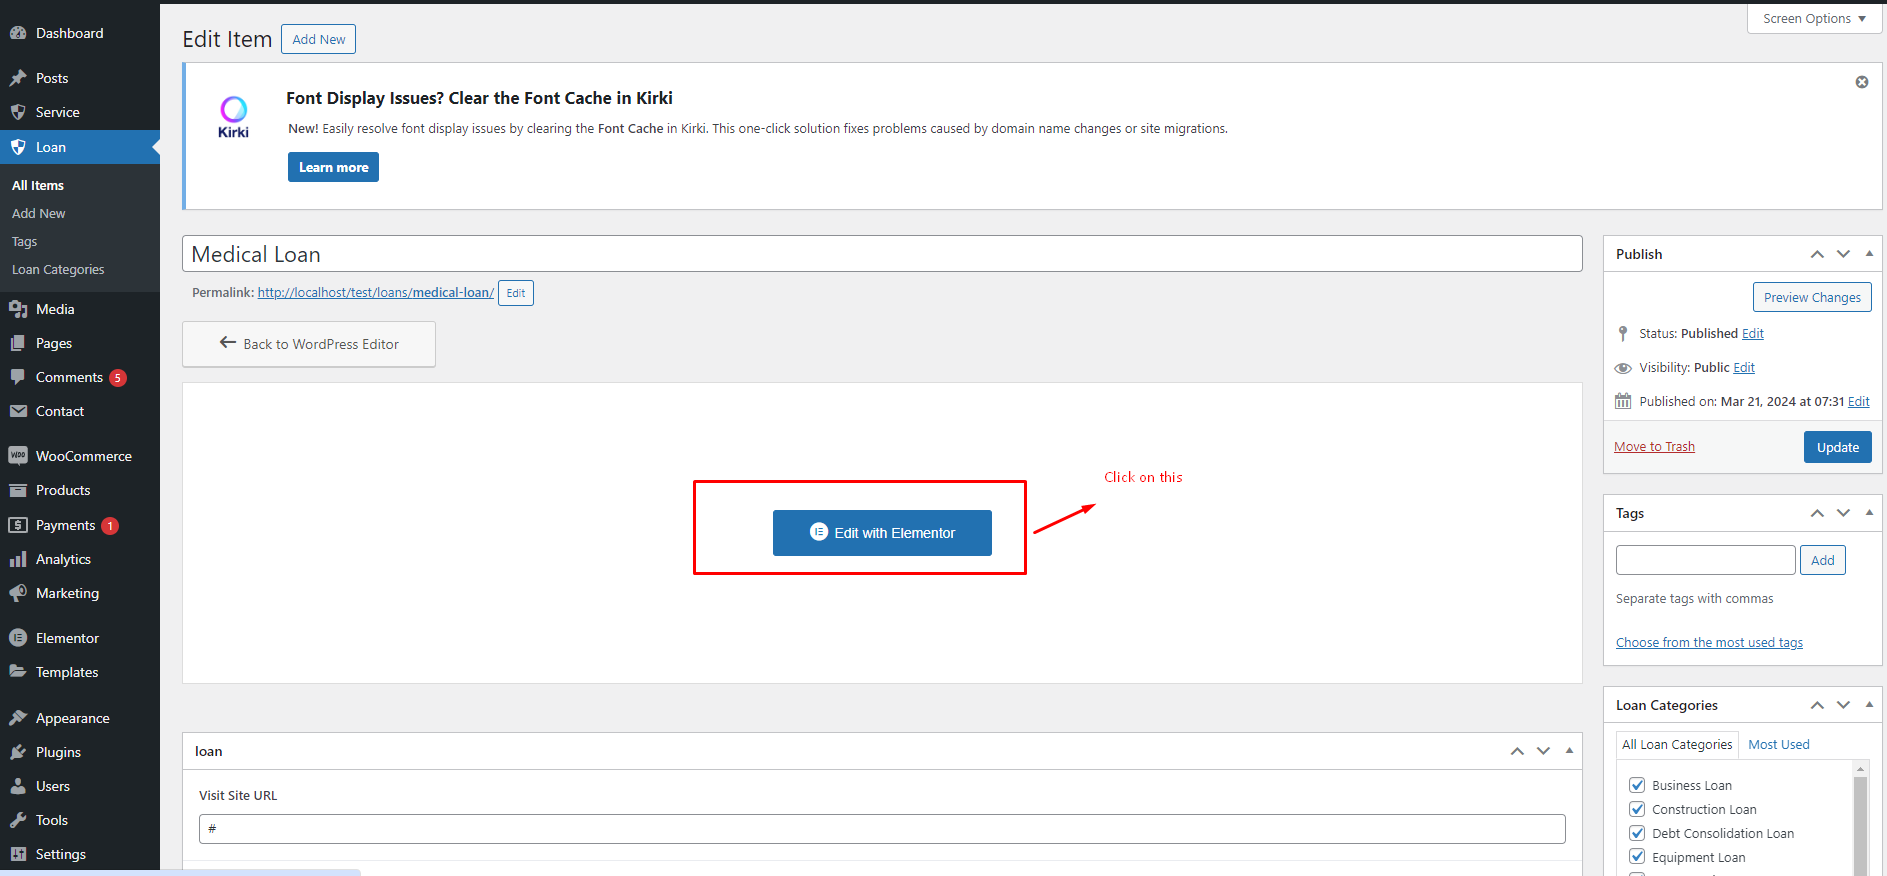 Dashboard
Posts
Service
Loan
All Items
Add New
Tags
Loan Categories
Media
Pages
Comments 5
Contact
WooCommerce
Products
Payments 1
Analytics
Marketing
Elementor
Templates
Appearance
Plugins
Users
Tools
Settings
Screen Options
Edit Item Add New
Kirki
Font Display Issues? Clear the Font Cache in Kirki
New! Easily resolve font display issues by clearing the Font Cache in Kirki. This one-click solution fixes problems caused by domain name changes or site migrations.
Learn more
Medical Loan
Permalink: http://localhost/test/loans/medical-loan/ Edit
Back to WordPress Editor
Click on this
Edit with Elementor
loan
Visit Site URL
#
Publish
Preview Changes
Status: Published Edit
Visibility: Public Edit
Published on: Mar 21, 2024 at 07:31 Edit
Move to Trash Update
Tags
Add
Separate tags with commas
Choose from the most used tags
Loan Categories
All Loan Categories Most Used
Business Loan
Construction Loan
Debt Consolidation Loan
Equipment Loan